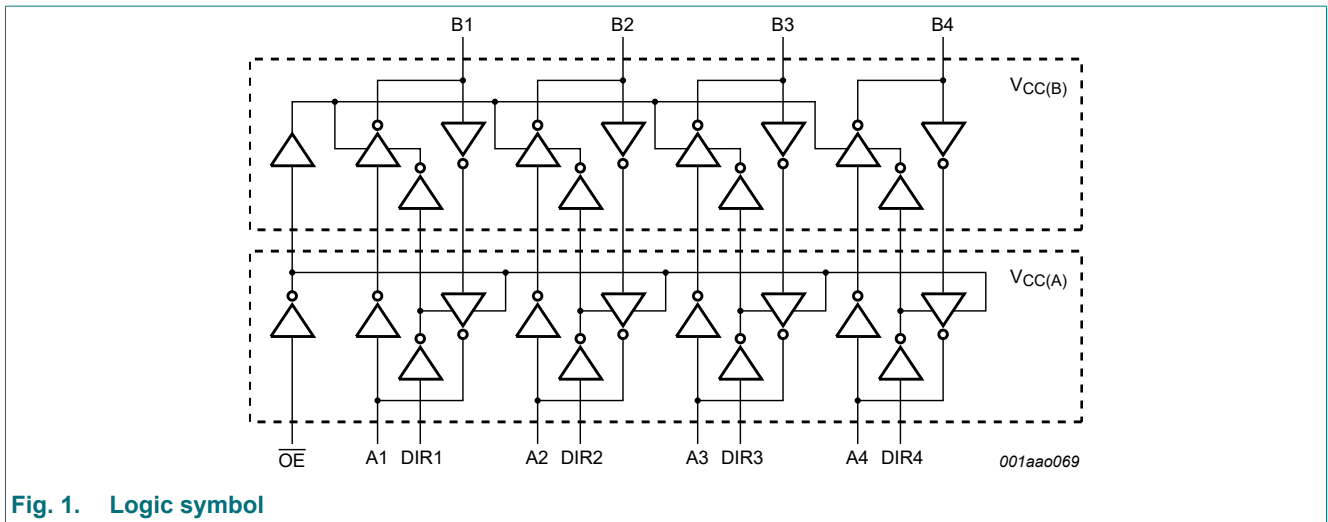 B1 B2 B3 B4
VCC(B)
VCC(A)
OE A1 DIR1 A2 DIR2 A3 DIR3 A4 DIR4
001aao069
Fig. 1. Logic symbol